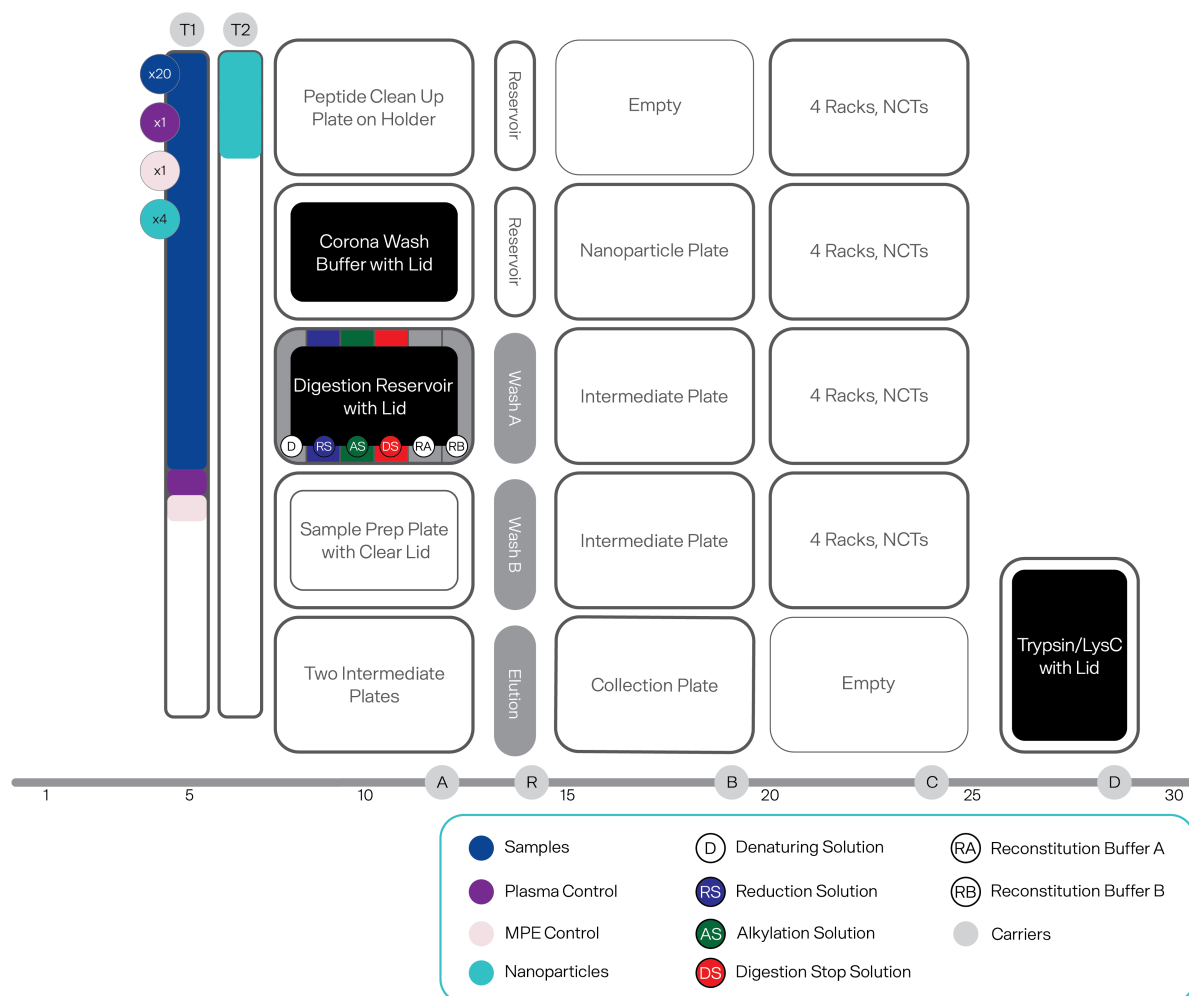 T1
T2
x20
x1
x1
x4
Peptide Clean Up
Plate on Holder
Reservoir
Empty
4 Racks, NCTs
Corona Wash
Buffer with Lid
Reservoir
Nanoparticle Plate
4 Racks, NCTs
Digestion Reservoir
with Lid
D
RS
AS
DS
RA
RB
Wash A
Intermediate Plate
4 Racks, NCTs
Sample Prep Plate
with Clear Lid
Wash B
Intermediate Plate
4 Racks, NCTs
Two Intermediate
Plates
Elution
Collection Plate
Empty
Trypsin/LysC
with Lid
A
R
B
C
D
1
5
10
15
20
25
30
Samples
Plasma Control
MPE Control
Nanoparticles
D Denaturing Solution
RS Reduction Solution
AS Alkylation Solution
DS Digestion Stop Solution
RA Reconstitution Buffer A
RB Reconstitution Buffer B
Carriers